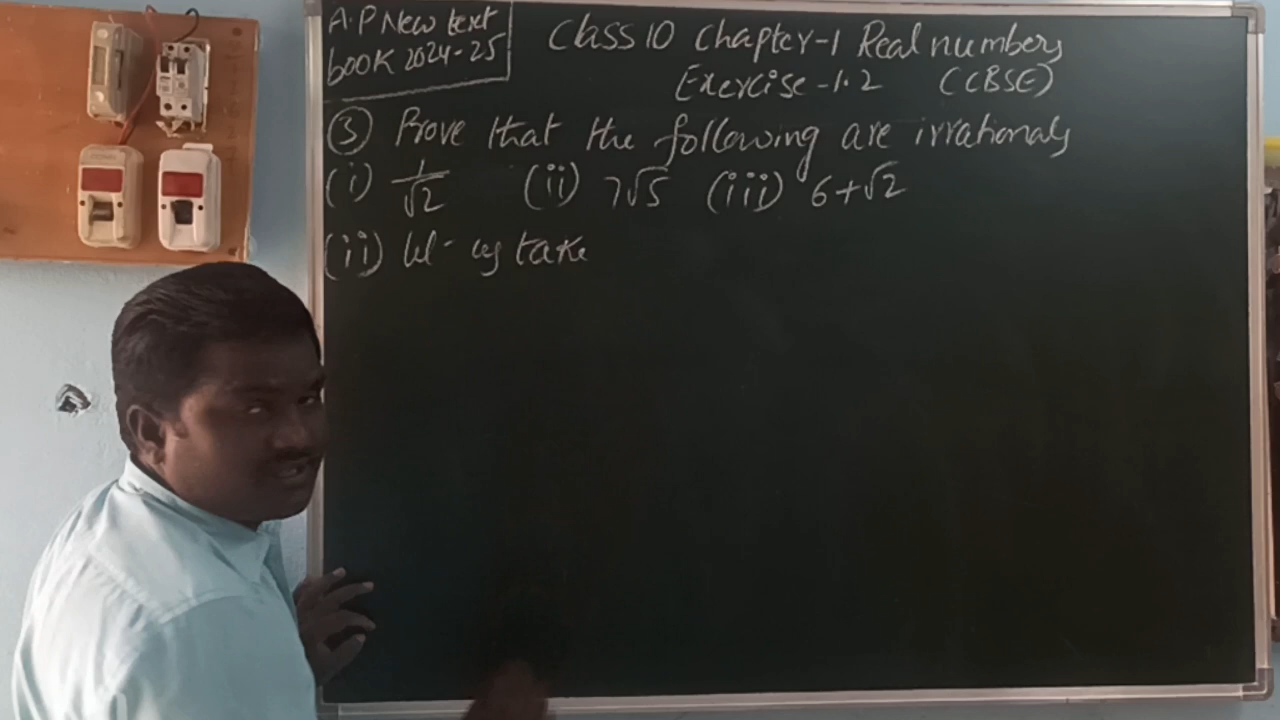 A.P New text
book 2024-25
Class 10 Chapter-1 Real numbers
Exercise-1.2 (CBSE)
③ Prove that the following are irrationals
(i) 1/√2 (ii) 7√5 (iii) 6+√2
(ii) let us take